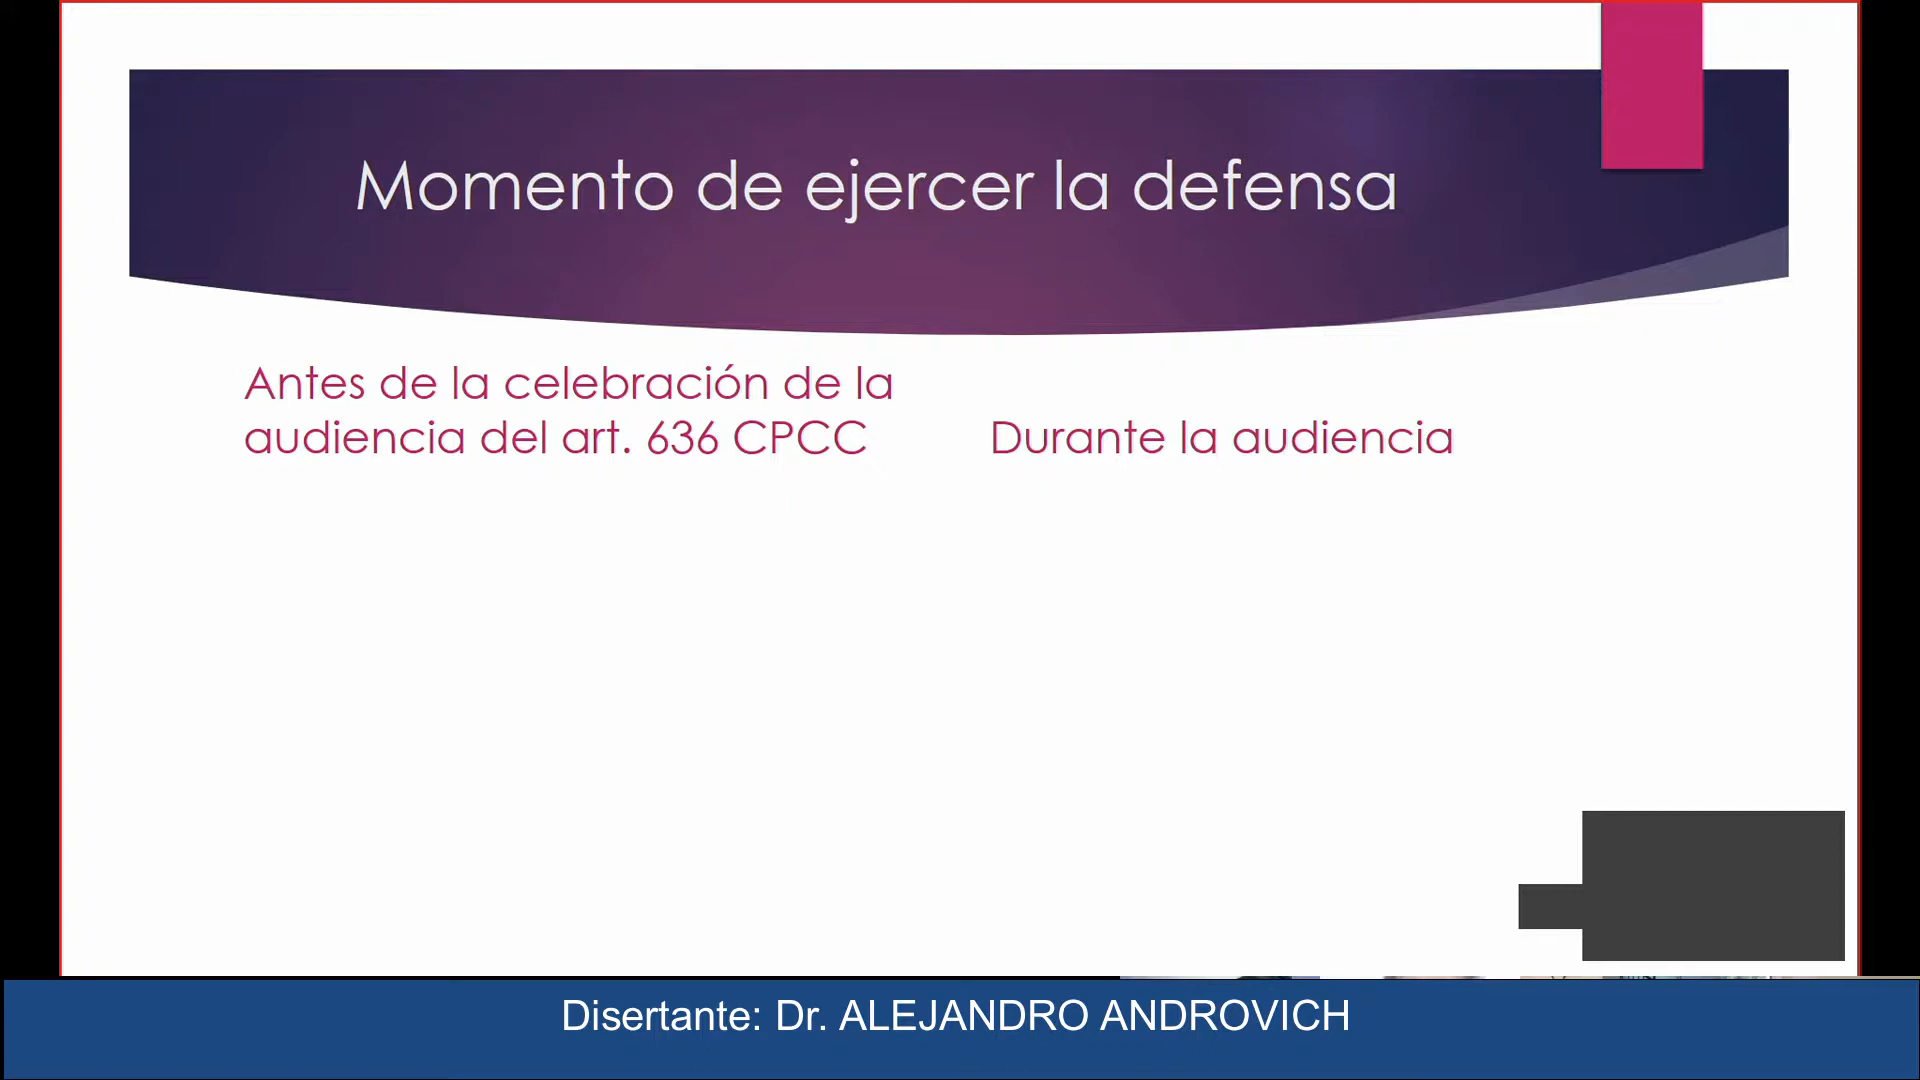 Momento de ejercer la defensa
Antes de la celebración de la
audiencia del art. 636 CPCC
Durante la audiencia
Disertante: Dr. ALEJANDRO ANDROVICH